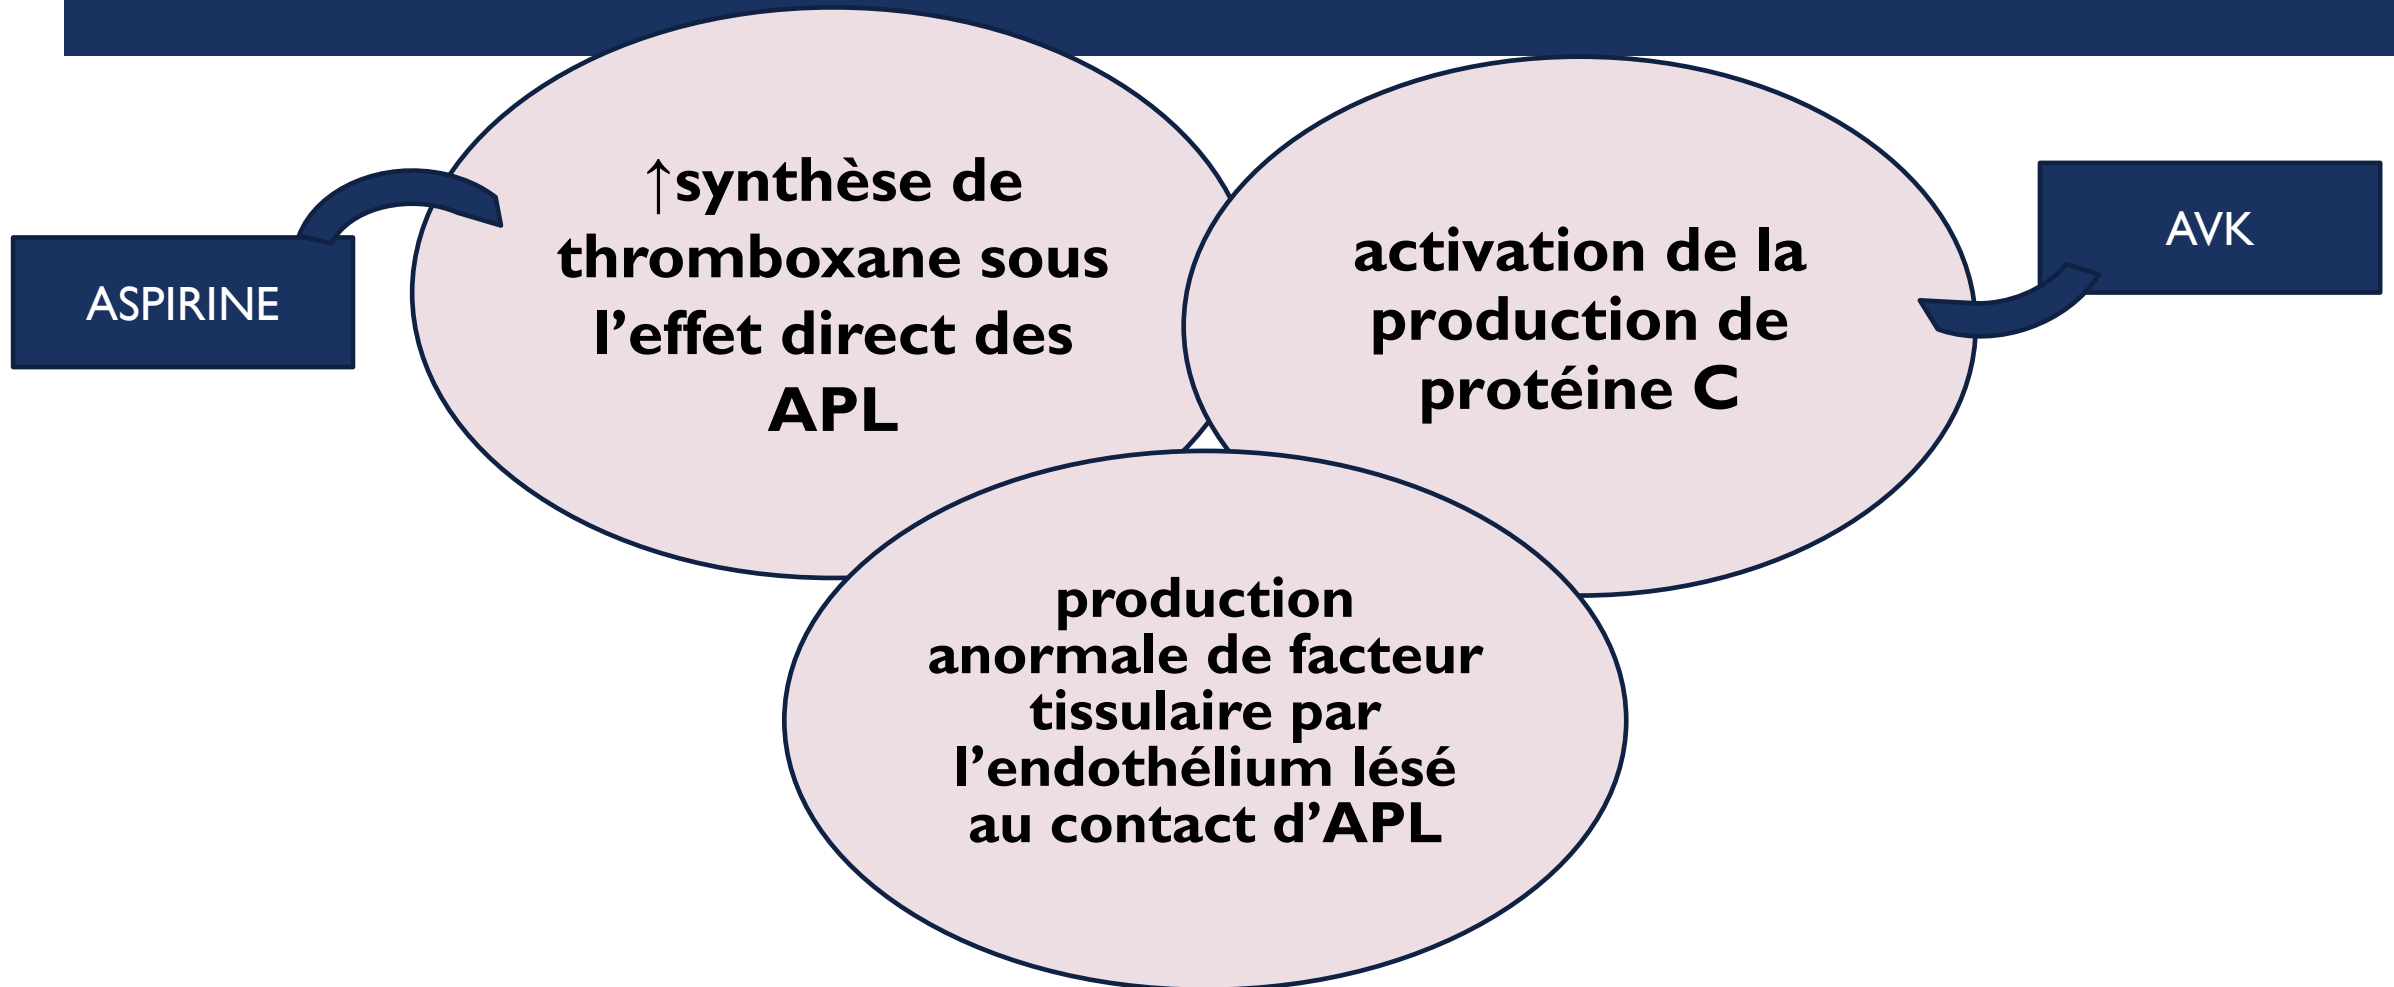 ASPIRINE
↑synthèse de
thromboxane sous
l’effet direct des
APL
activation de la
production de
protéine C
AVK
production
anormale de facteur
tissulaire par
l’endothélium lésé
au contact d’APL